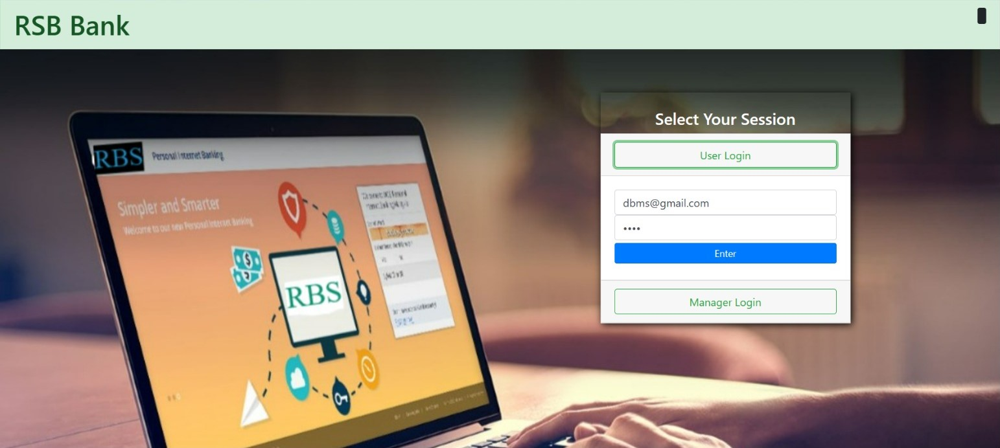 RSB Bank
Select Your Session
User Login
dbms@gmail.com
••••
Enter
Manager Login
RBS
Personal Internet Banking
Simpler and Smarter
Welcome to our new Personal Internet Banking
RBS